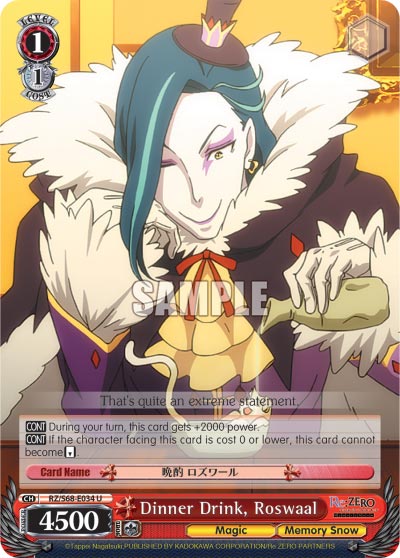 LEVEL
1
1
COST
SAMPLE
That's quite an extreme statement.
CONT During your turn, this card gets +2000 power.
CONT If the character facing this card is cost 0 or lower, this card cannot
become .
Card Name 晩酌 ロズワール
CH RZ/S68-E034 U
4500 Dinner Drink, Roswaal Re:ZERO
Magic Memory Snow
©Tappei Nagatsuki,PUBLISHED BY KADOKAWA CORPORATION/Re:ZERO PARTNERS